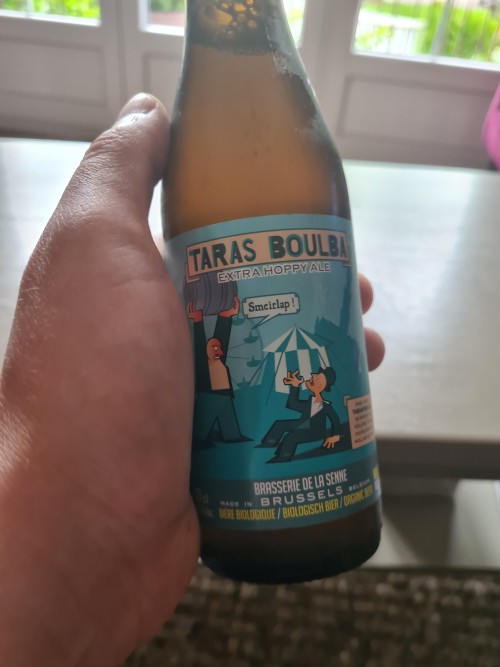 TARAS BOULBA
EXTRA HOPPY ALE
Smeirlap !
BRASSERIE DE LA SENNE
MADE IN BRUSSELS BELGIUM
BIÈRE BIOLOGIQUE / BIOLOGISCH BIER / ORGANIC BEER